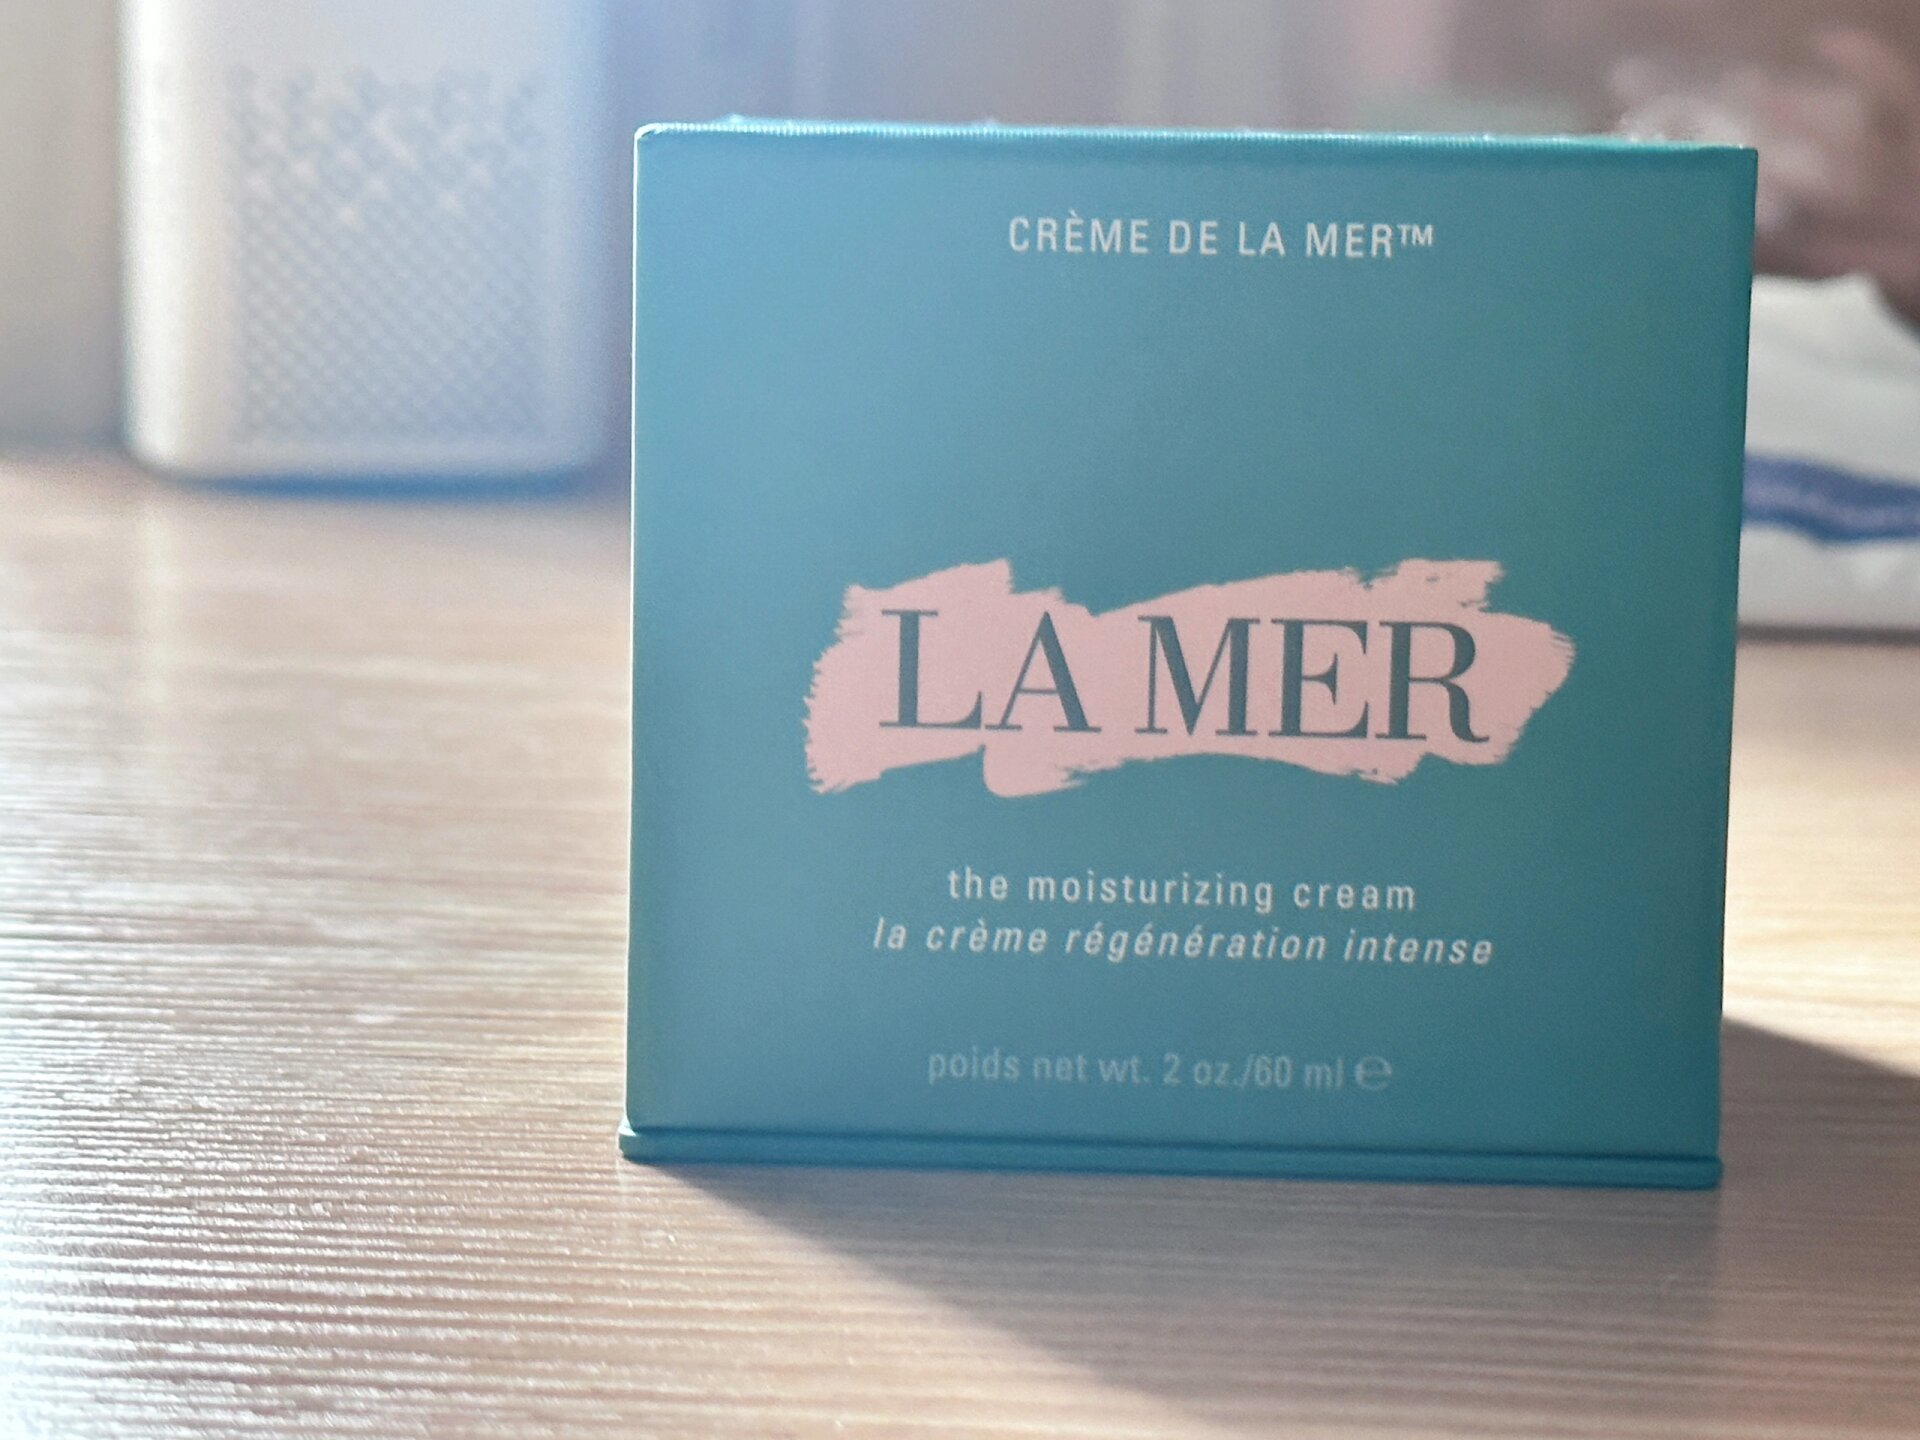 CRÈME DE LA MER™
LA MER
the moisturizing cream
la crème régénération intense
poids net wt. 2 oz./60 ml ℮